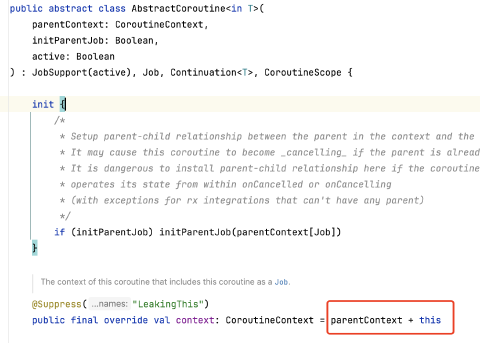 public abstract class AbstractCoroutine<in T>(
parentContext: CoroutineContext,
initParentJob: Boolean,
active: Boolean
) : JobSupport(active), Job, Continuation<T>, CoroutineScope {
init {
/*
* Setup parent-child relationship between the parent in the context and the
* It may cause this coroutine to become _cancelling_ if the parent is alread
* It is dangerous to install parent-child relationship here if the coroutine
* operates its state from within onCancelled or onCancelling
* (with exceptions for rx integrations that can't have any parent)
*/
if (initParentJob) initParentJob(parentContext[Job])
}
The context of this coroutine that includes this coroutine as a Job.
@Suppress( ...names: "LeakingThis")
public final override val context: CoroutineContext = parentContext + this